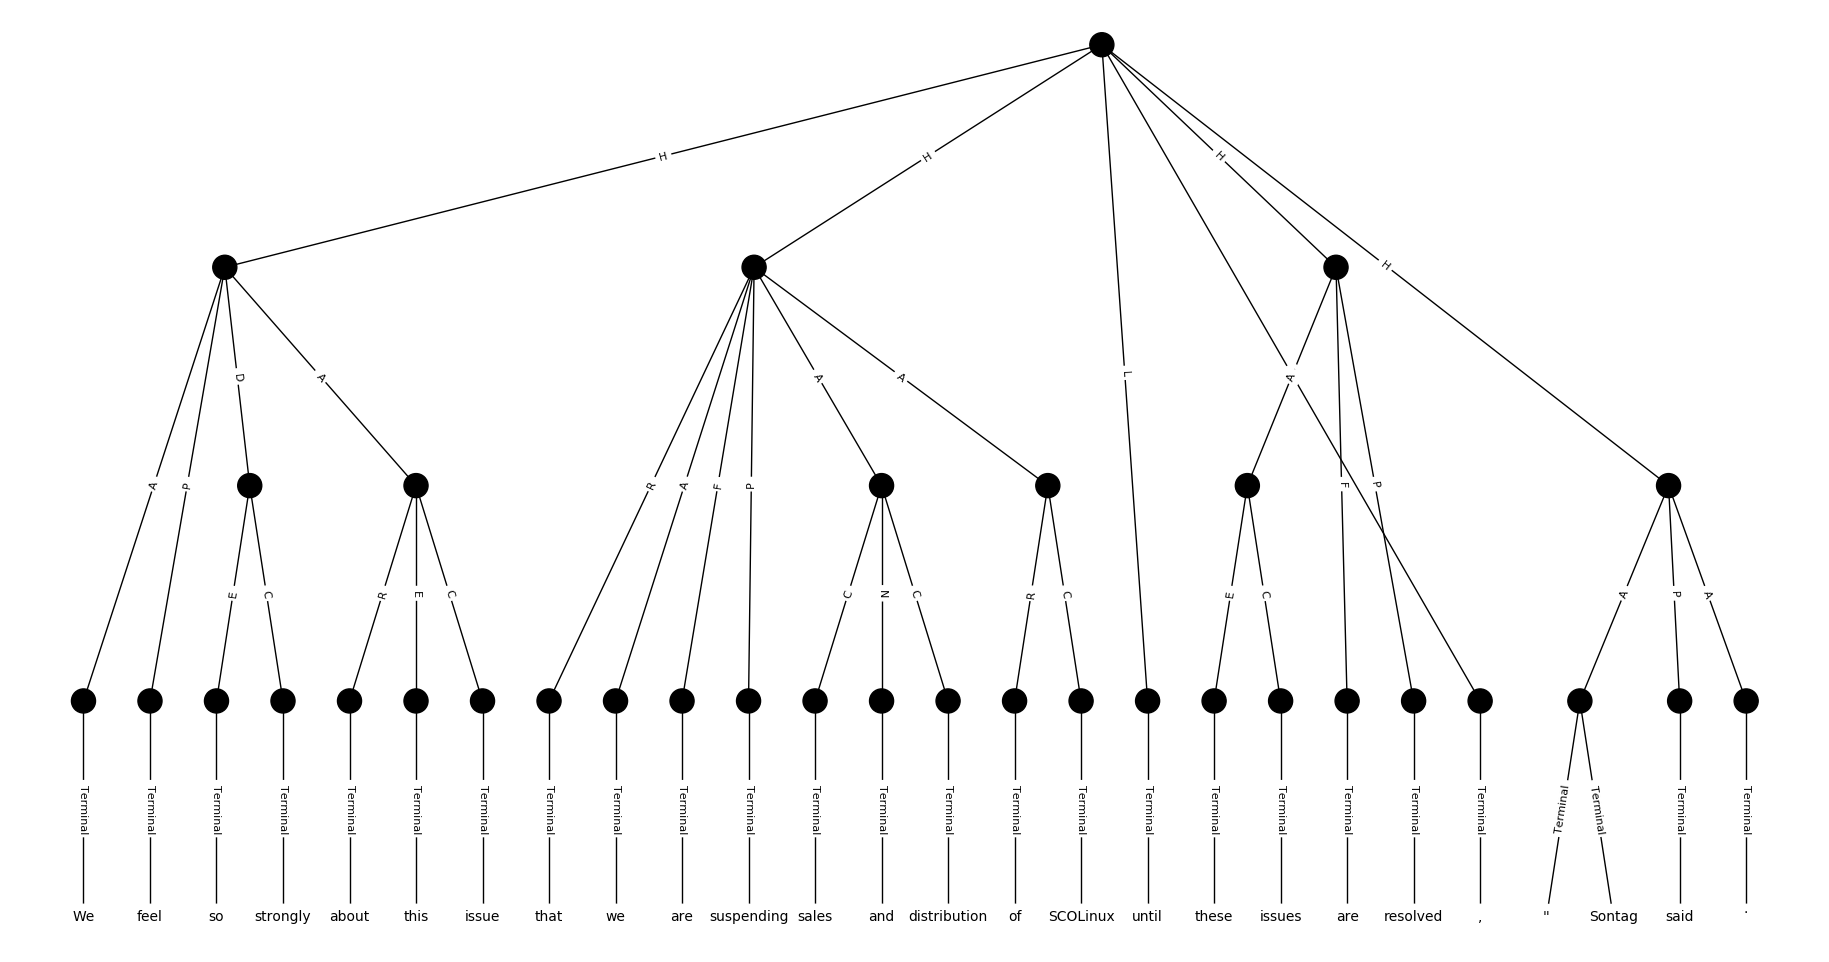 H H H H
L
D A A A A
A P R A F P F P
E C R E C C N C R C E C A P A
Terminal Terminal Terminal Terminal Terminal Terminal Terminal Terminal Terminal Terminal Terminal Terminal Terminal Terminal Terminal Terminal Terminal Terminal Terminal Terminal Terminal Terminal Terminal Terminal Terminal Terminal
We feel so strongly about this issue that we are suspending sales and distribution of SCOLinux until these issues are resolved , " Sontag said .